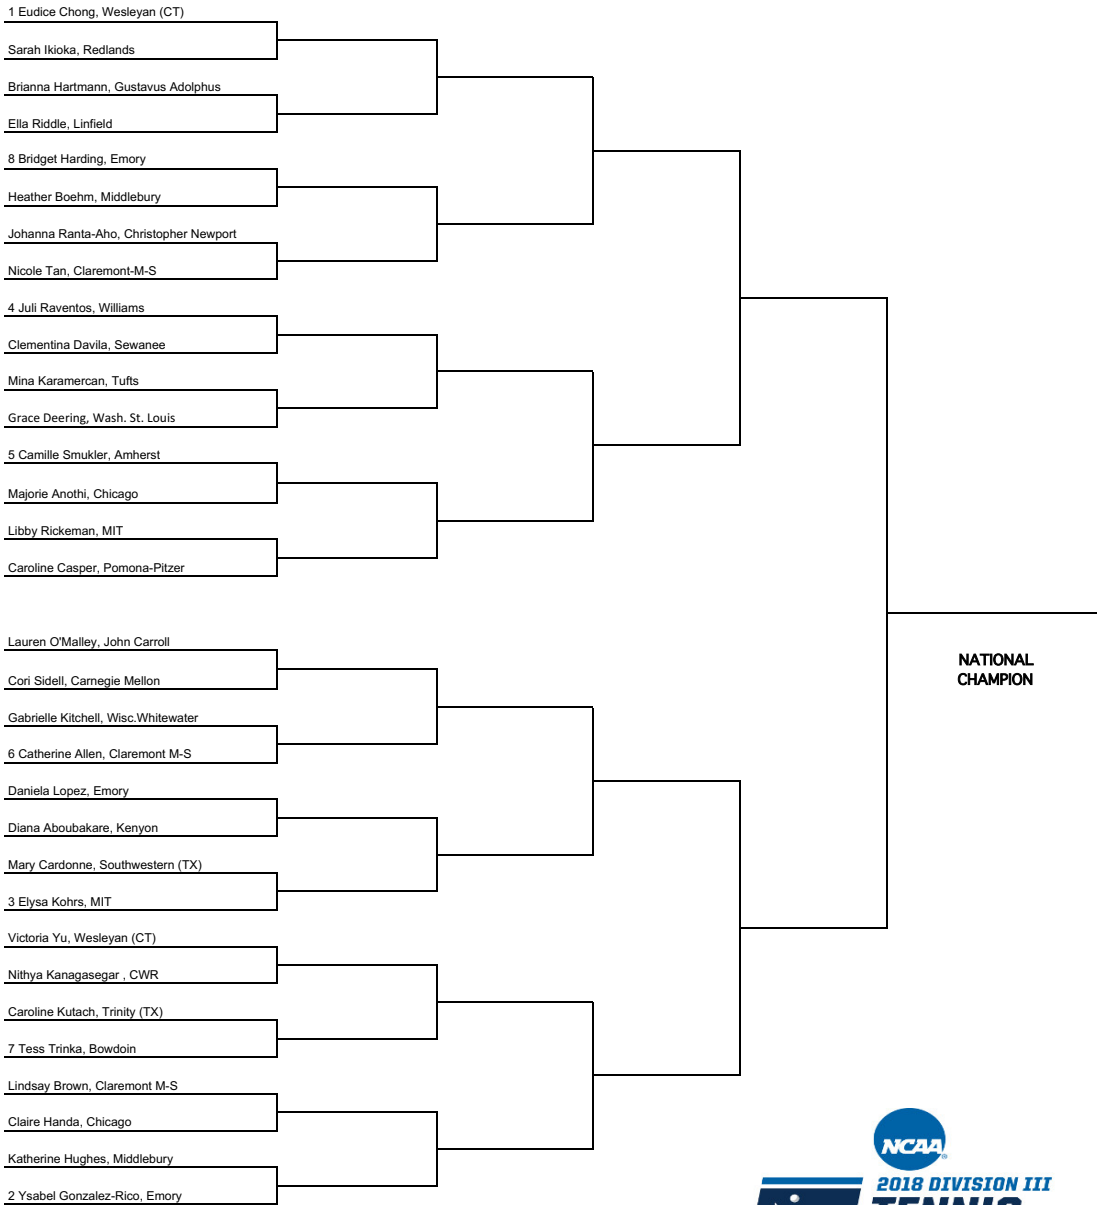 1 Eudice Chong, Wesleyan (CT)
Sarah Ikioka, Redlands
Brianna Hartmann, Gustavus Adolphus
Ella Riddle, Linfield
8 Bridget Harding, Emory
Heather Boehm, Middlebury
Johanna Ranta-Aho, Christopher Newport
Nicole Tan, Claremont-M-S
4 Juli Raventos, Williams
Clementina Davila, Sewanee
Mina Karamercan, Tufts
Grace Deering, Wash. St. Louis
5 Camille Smukler, Amherst
Majorie Anothi, Chicago
Libby Rickeman, MIT
Caroline Casper, Pomona-Pitzer
Lauren O'Malley, John Carroll
Cori Sidell, Carnegie Mellon
Gabrielle Kitchell, Wisc.Whitewater
6 Catherine Allen, Claremont M-S
Daniela Lopez, Emory
Diana Aboubakare, Kenyon
Mary Cardonne, Southwestern (TX)
3 Elysa Kohrs, MIT
Victoria Yu, Wesleyan (CT)
Nithya Kanagasegar , CWR
Caroline Kutach, Trinity (TX)
7 Tess Trinka, Bowdoin
Lindsay Brown, Claremont M-S
Claire Handa, Chicago
Katherine Hughes, Middlebury
2 Ysabel Gonzalez-Rico, Emory
NATIONAL
CHAMPION
NCAA
2018 DIVISION III
TENNIS